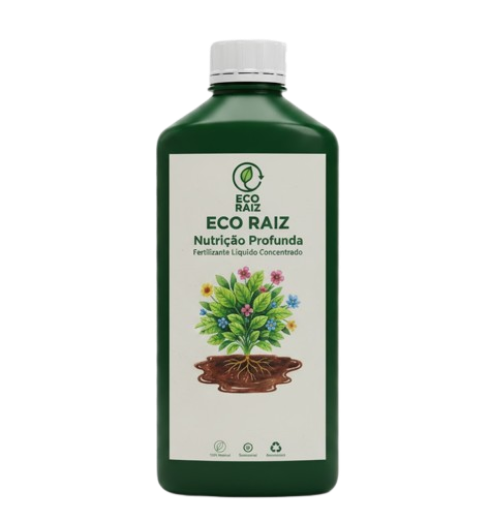 ECO
RAIZ
ECO RAIZ
Nutrição Profunda
Fertilizante Líquido Concentrado